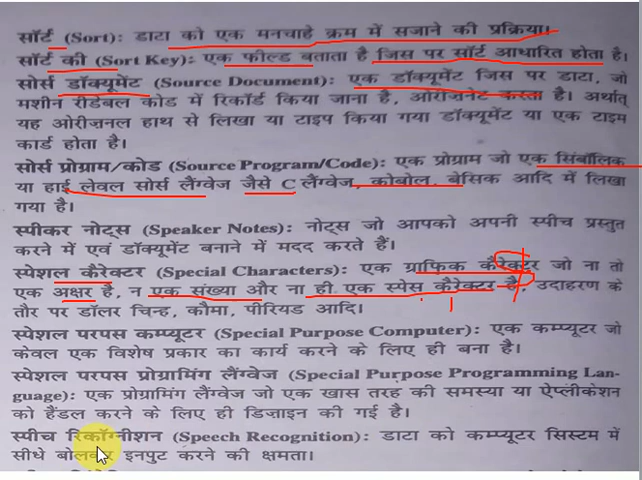 सॉर्ट (Sort): डाटा को एक मनचाहे क्रम में सजाने की प्रक्रिया।
सॉर्ट की (Sort Key): एक फील्ड बताता है जिस पर सॉर्ट आधारित होता है।
सोर्स डॉक्यूमेंट (Source Document): एक डॉक्यूमेंट जिस पर डाटा, जो
मशीन रीडेबल कोड में रिकॉर्ड किया जाना है, ओरीज़नेट करता है। अर्थात्
यह ओरीज़नल हाथ से लिखा या टाइप किया गया डॉक्यूमेंट या एक टाइम
कार्ड होता है।
सोर्स प्रोग्राम/कोड (Source Program/Code): एक प्रोग्राम जो एक सिंबॉलिक
या हाई लेवल सोर्स लैंग्वेज जैसे C लैंग्वेज, कोबोल, बेसिक आदि में लिखा
गया है।
स्पीकर नोट्स (Speaker Notes): नोट्स जो आपको अपनी स्पीच प्रस्तुत
करने में एवं डॉक्यूमेंट बनाने में मदद करते हैं।
स्पेशल कैरेक्टर (Special Characters): एक ग्राफिक कैरेक्टर जो ना तो
एक अक्षर है, न एक संख्या और ना ही एक स्पेस कैरेक्टर है, उदाहरण के
तौर पर डॉलर चिन्ह, कौमा, पीरियड आदि।
स्पेशल परपस कम्प्यूटर (Special Purpose Computer): एक कम्प्यूटर जो
केवल एक विशेष प्रकार का कार्य करने के लिए ही बना है।
स्पेशल परपस प्रोग्रामिंग लैंग्वेज (Special Purpose Programming Lan-
guage): एक प्रोग्रामिंग लैंग्वेज जो एक खास तरह की समस्या या ऐप्लीकेशन
को हैंडल करने के लिए ही डिज़ाइन की गई है।
स्पीच रिकॉग्नीशन (Speech Recognition): डाटा को कम्प्यूटर सिस्टम में
सीधे बोलकर इनपुट करने की क्षमता।